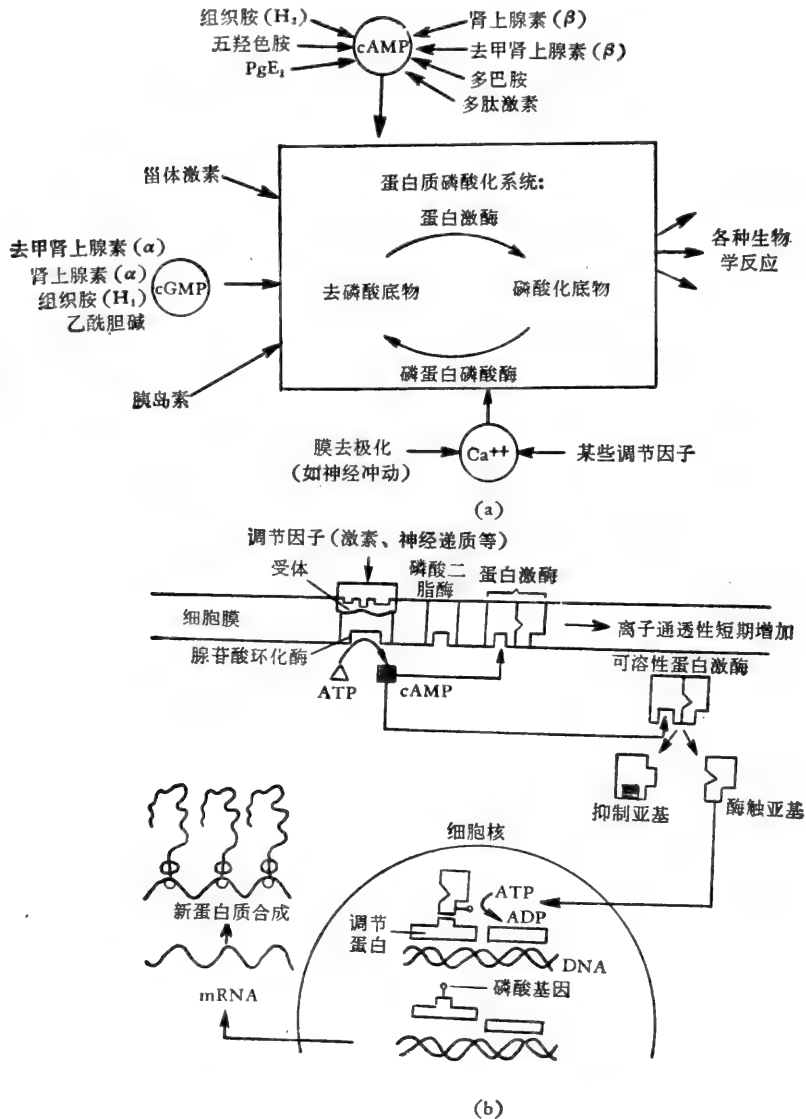 组织胺(H₂)
五羟色胺
PgE₁
cAMP
肾上腺素(β)
去甲肾上腺素(β)
多巴胺
多肽激素
甾体激素
蛋白质磷酸化系统:
蛋白激酶
去磷酸底物
磷酸化底物
磷蛋白磷酸酶
各种生物
学反应
去甲肾上腺素(α)
肾上腺素(α)
组织胺(H₁)
乙酰胆碱
cGMP
胰岛素
膜去极化
(如神经冲动)
Ca⁺⁺
某些调节因子
(a)
调节因子(激素、神经递质等)
受体
磷酸二
脂酶
蛋白激酶
细胞膜
离子通透性短期增加
腺苷酸环化酶
ATP
cAMP
可溶性蛋白激酶
抑制亚基
酶触亚基
细胞核
ATP
ADP
调节
蛋白
DNA
磷酸基因
新蛋白质合成
mRNA
(b)